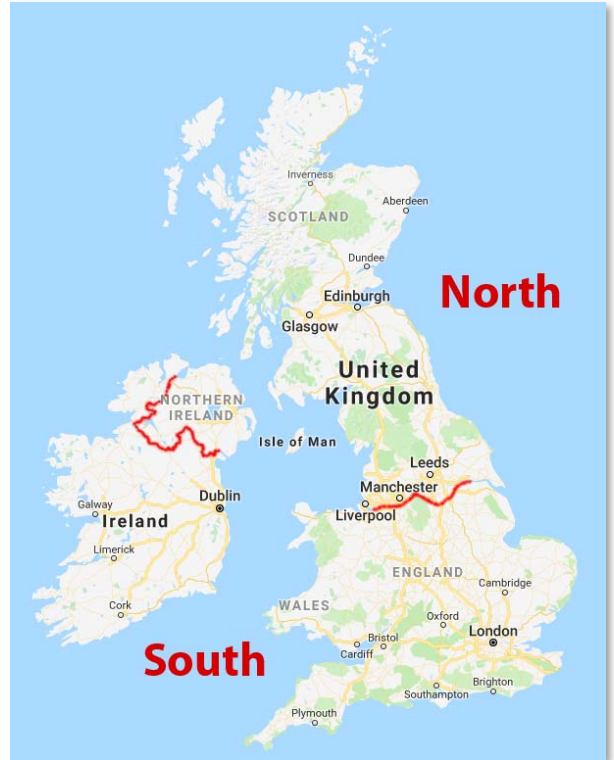 Inverness
Aberdeen
SCOTLAND
Dundee
Edinburgh
North
Glasgow
United
Kingdom
NORTHERN
IRELAND
Isle of Man
Leeds
Manchester
Liverpool
Dublin
Galway
Ireland
Limerick
ENGLAND
Cambridge
Cork
WALES
Oxford
London
South
Bristol
Cardiff
Brighton
Southampton
Plymouth